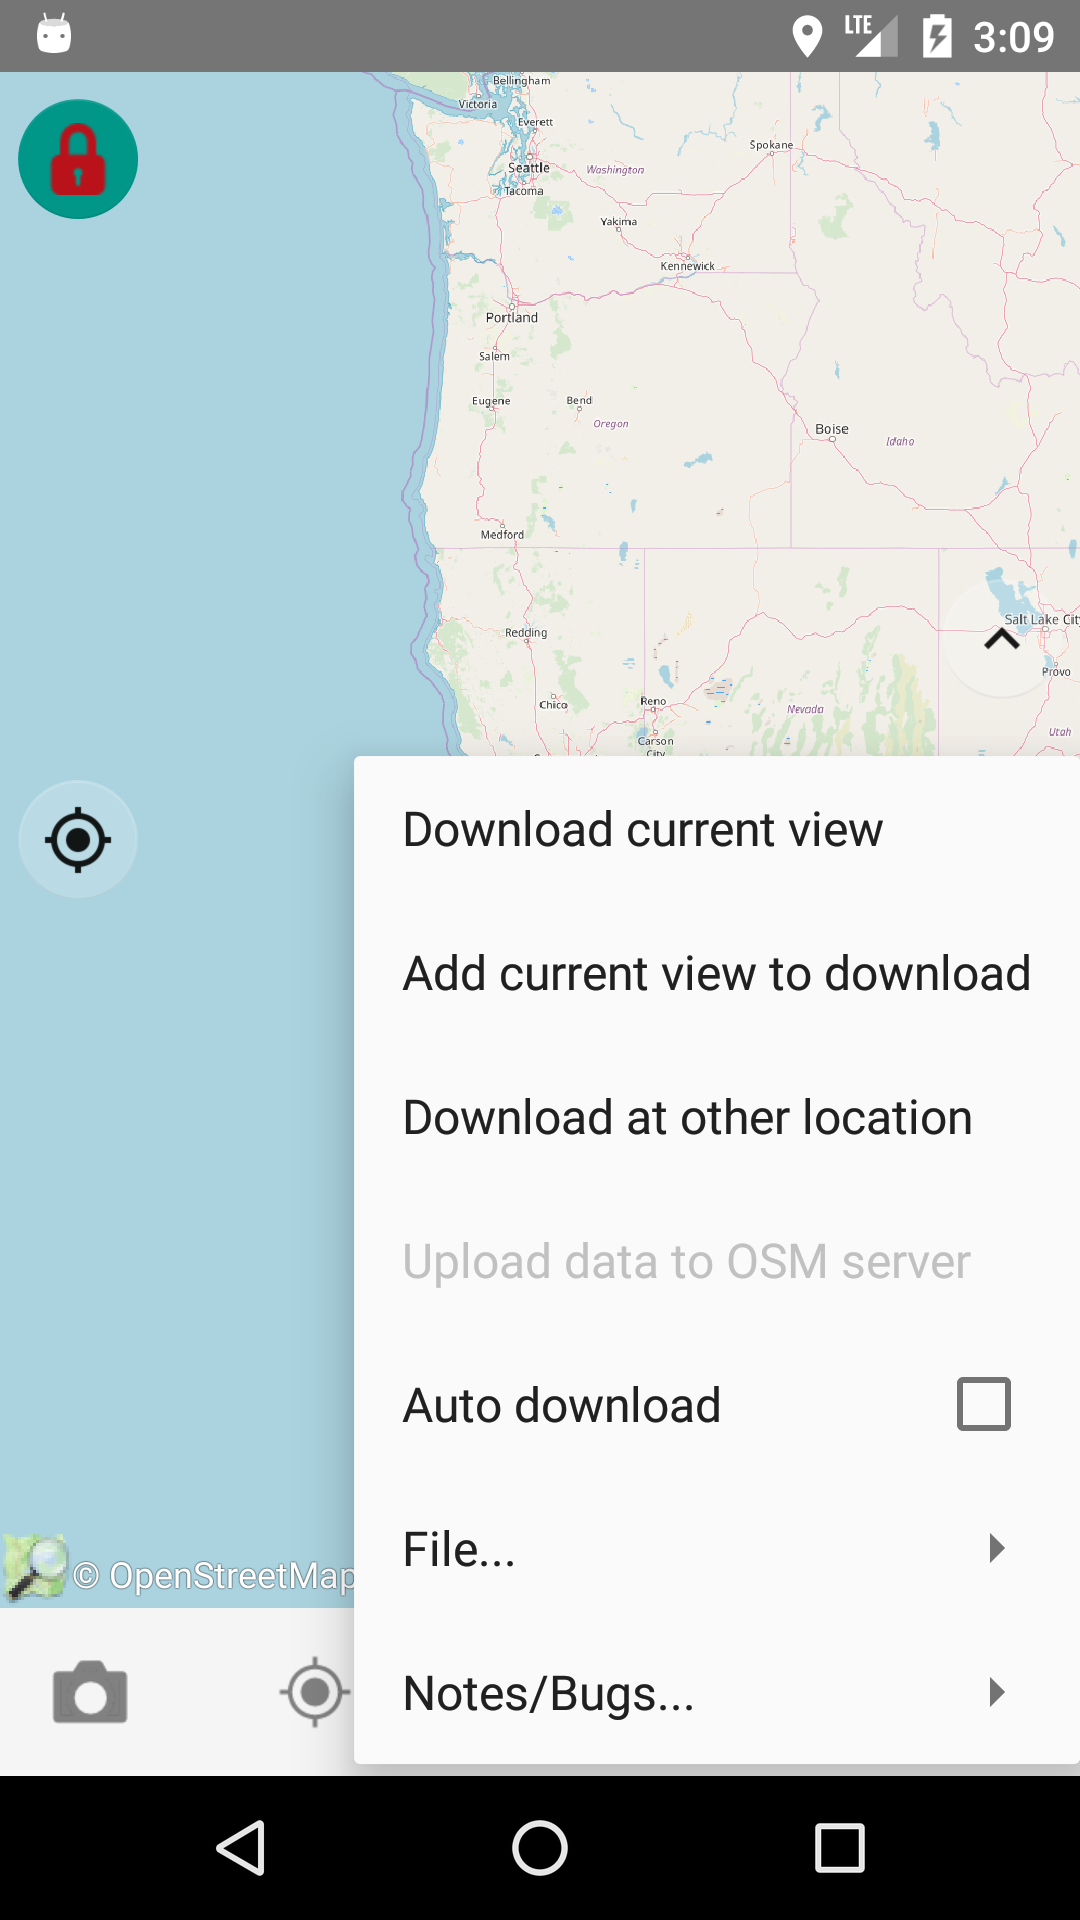 LTE 3:09
Bellingham
Victoria
Everett
Spokane
Seattle
Washington
Tacoma
Yakima
Kennewick
Portland
Salem
Eugene
Bend
Oregon
Boise
Idaho
Medford
Salt Lake City
Redding
Provo
Chico
Reno
Nevada
Utah
Carson
City
Download current view
Add current view to download
Download at other location
Upload data to OSM server
Auto download
File...
© OpenStreetMap
Notes/Bugs...